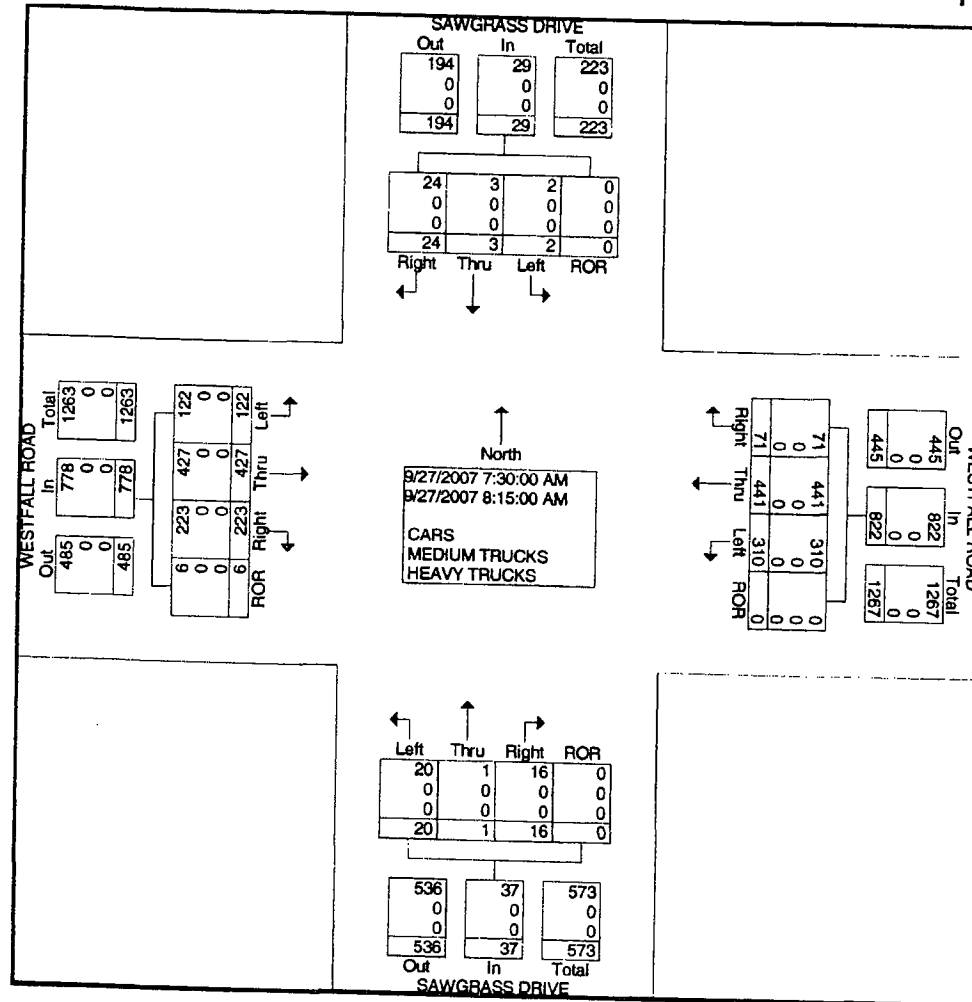 SAWGRASS DRIVE
Out In Total
194 29 223
0 0 0
0 0 0
194 29 223
24 3 2 0
0 0 0 0
0 0 0 0
24 3 2 0
Right Thru Left ROR
WESTFALL ROAD
Total In Out
1263 778 485
0 0 0
0 0 0
1263 778 485
122 427 223 6
0 0 0 0
0 0 0 0
122 427 223 6
Left Thru Right ROR
North
9/27/2007 7:30:00 AM
9/27/2007 8:15:00 AM
CARS
MEDIUM TRUCKS
HEAVY TRUCKS
Right Thru Left ROR
71 441 310 0
0 0 0 0
0 0 0 0
71 441 310 0
Out In Total
445 822 1267
0 0 0
0 0 0
445 822 1267
ROAD
Left Thru Right ROR
20 1 16 0
0 0 0 0
0 0 0 0
20 1 16 0
536 37 573
0 0 0
0 0 0
536 37 573
Out In Total
SAWGRASS DRIVE